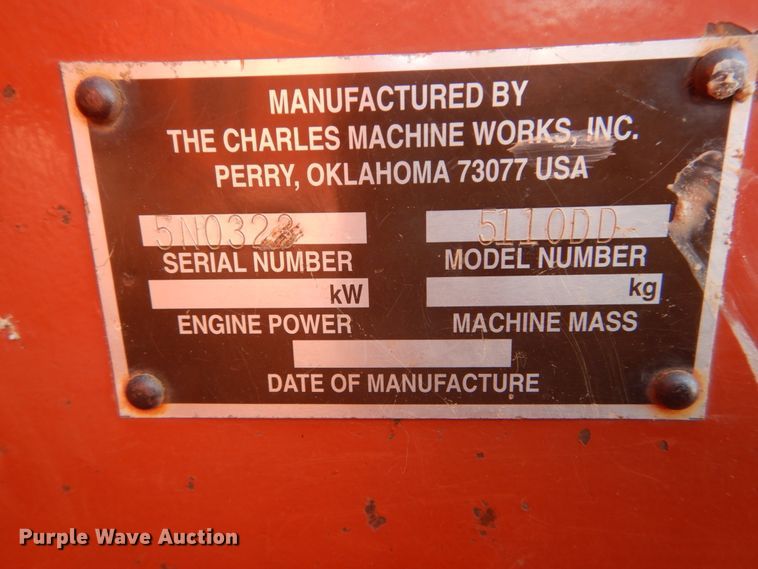 MANUFACTURED BY
THE CHARLES MACHINE WORKS, INC.
PERRY, OKLAHOMA 73077 USA
5110DD
SERIAL NUMBER MODEL NUMBER
kW kg
ENGINE POWER MACHINE MASS
DATE OF MANUFACTURE
Purple Wave Auction